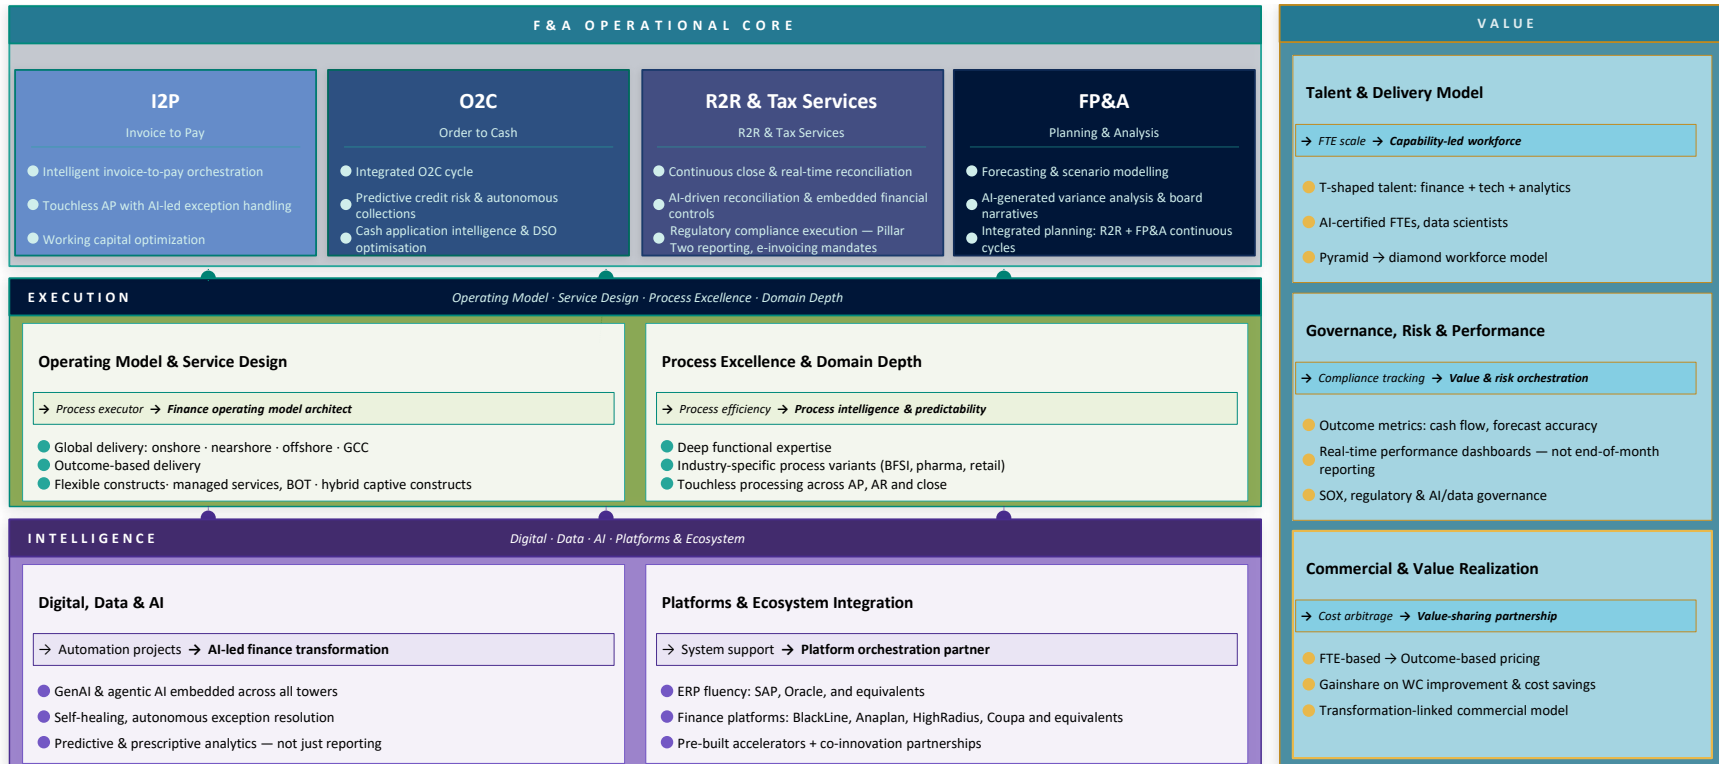 F&A OPERATIONAL CORE
I2P
Invoice to Pay
Intelligent invoice-to-pay orchestration
Touchless AP with AI-led exception handling
Working capital optimization
O2C
Order to Cash
Integrated O2C cycle
Predictive credit risk & autonomous
collections
Cash application intelligence & DSO
optimisation
R2R & Tax Services
R2R & Tax Services
Continuous close & real-time reconciliation
AI-driven reconciliation & embedded financial
controls
Regulatory compliance execution — Pillar
Two reporting, e-invoicing mandates
FP&A
Planning & Analysis
Forecasting & scenario modelling
AI-generated variance analysis & board
narratives
Integrated planning: R2R + FP&A continuous
cycles
EXECUTION
Operating Model · Service Design · Process Excellence · Domain Depth
Operating Model & Service Design
→ Process executor → Finance operating model architect
Global delivery: onshore · nearshore · offshore · GCC
Outcome-based delivery
Flexible constructs· managed services, BOT · hybrid captive constructs
Process Excellence & Domain Depth
→ Process efficiency → Process intelligence & predictability
Deep functional expertise
Industry-specific process variants (BFSI, pharma, retail)
Touchless processing across AP, AR and close
INTELLIGENCE
Digital · Data · AI · Platforms & Ecosystem
Digital, Data & AI
→ Automation projects → AI-led finance transformation
GenAI & agentic AI embedded across all towers
Self-healing, autonomous exception resolution
Predictive & prescriptive analytics — not just reporting
Platforms & Ecosystem Integration
→ System support → Platform orchestration partner
ERP fluency: SAP, Oracle, and equivalents
Finance platforms: BlackLine, Anaplan, HighRadius, Coupa and equivalents
Pre-built accelerators + co-innovation partnerships
VALUE
Talent & Delivery Model
→ FTE scale → Capability-led workforce
T-shaped talent: finance + tech + analytics
AI-certified FTEs, data scientists
Pyramid → diamond workforce model
Governance, Risk & Performance
→ Compliance tracking → Value & risk orchestration
Outcome metrics: cash flow, forecast accuracy
Real-time performance dashboards — not end-of-month
reporting
SOX, regulatory & AI/data governance
Commercial & Value Realization
→ Cost arbitrage → Value-sharing partnership
FTE-based → Outcome-based pricing
Gainshare on WC improvement & cost savings
Transformation-linked commercial model